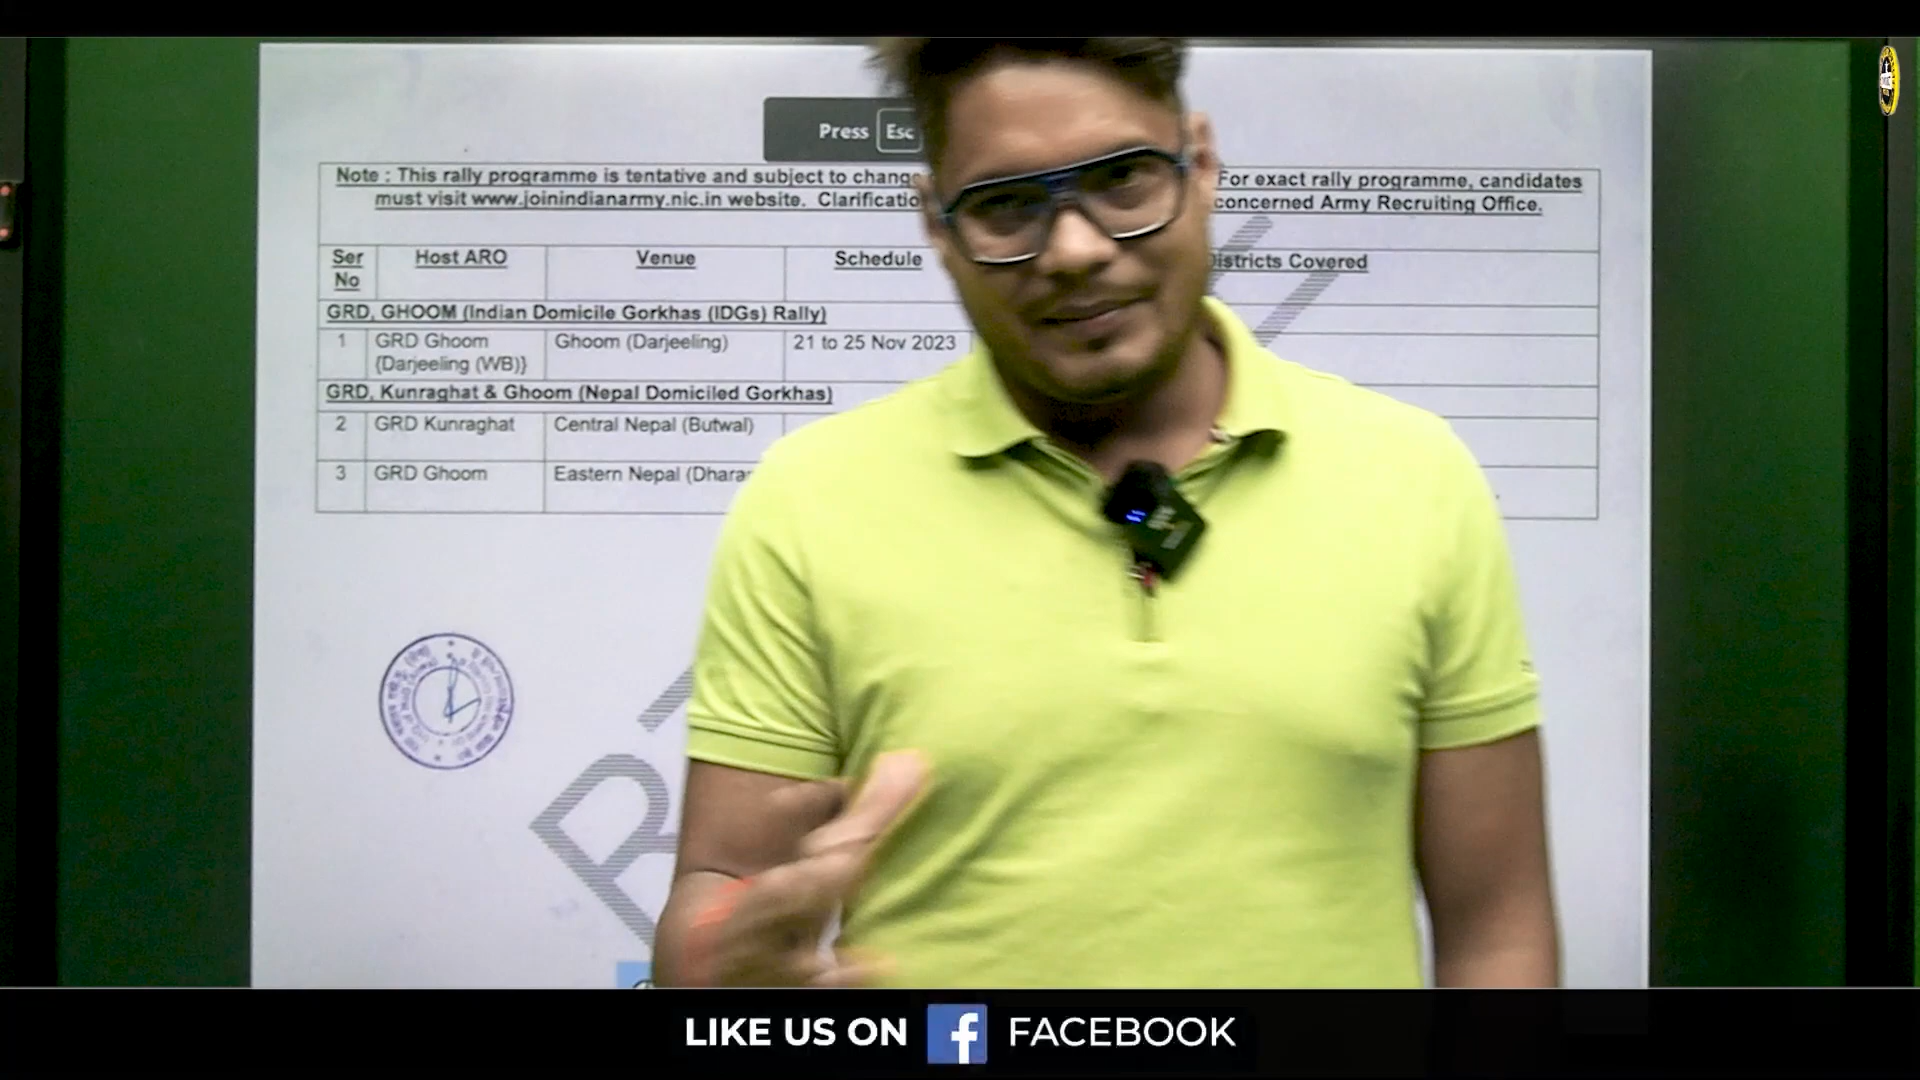 Press Esc
Note : This rally programme is tentative and subject to change For exact rally programme, candidates
must visit www.joinindianarmy.nic.in website. concerned Army Recruiting Office.
Ser No Host ARO Venue Schedule Districts Covered
GRD, GHOOM (Indian Domicile Gorkhas (IDGs) Rally)
1 GRD Ghoom Ghoom (Darjeeling) 21 to 25 Nov 2023
{Darjeeling (WB)}
GRD, Kunraghat & Ghoom (Nepal Domiciled Gorkhas)
2 GRD Kunraghat Central Nepal (Butwal)
3 GRD Ghoom Eastern Nepal
LIKE US ON f FACEBOOK